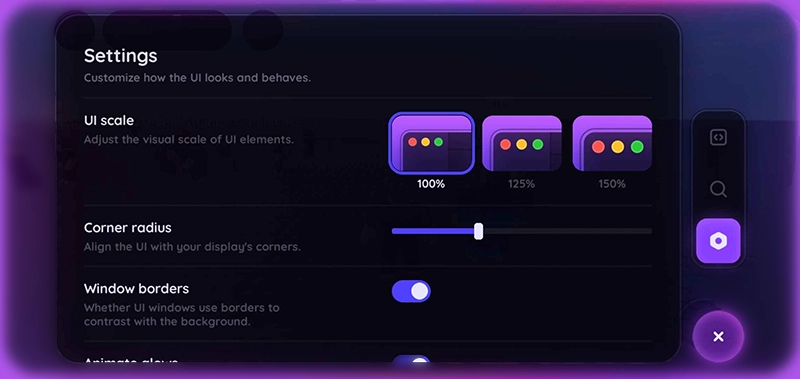 Settings
Customize how the UI looks and behaves.
UI scale
Adjust the visual scale of UI elements.
100%
125%
150%
Corner radius
Align the UI with your display's corners.
Window borders
Whether UI windows use borders to
contrast with the background.
Animate glows